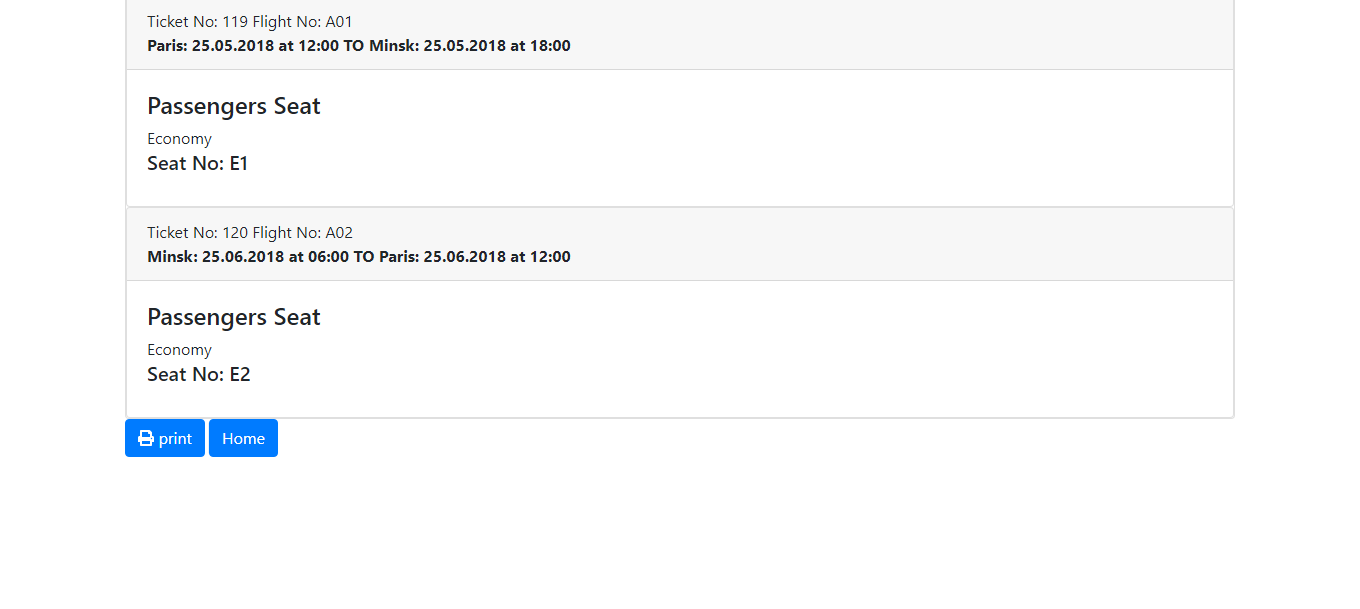 Ticket No: 119 Flight No: A01
Paris: 25.05.2018 at 12:00 TO Minsk: 25.05.2018 at 18:00
Passengers Seat
Economy
Seat No: E1
Ticket No: 120 Flight No: A02
Minsk: 25.06.2018 at 06:00 TO Paris: 25.06.2018 at 12:00
Passengers Seat
Economy
Seat No: E2
print Home